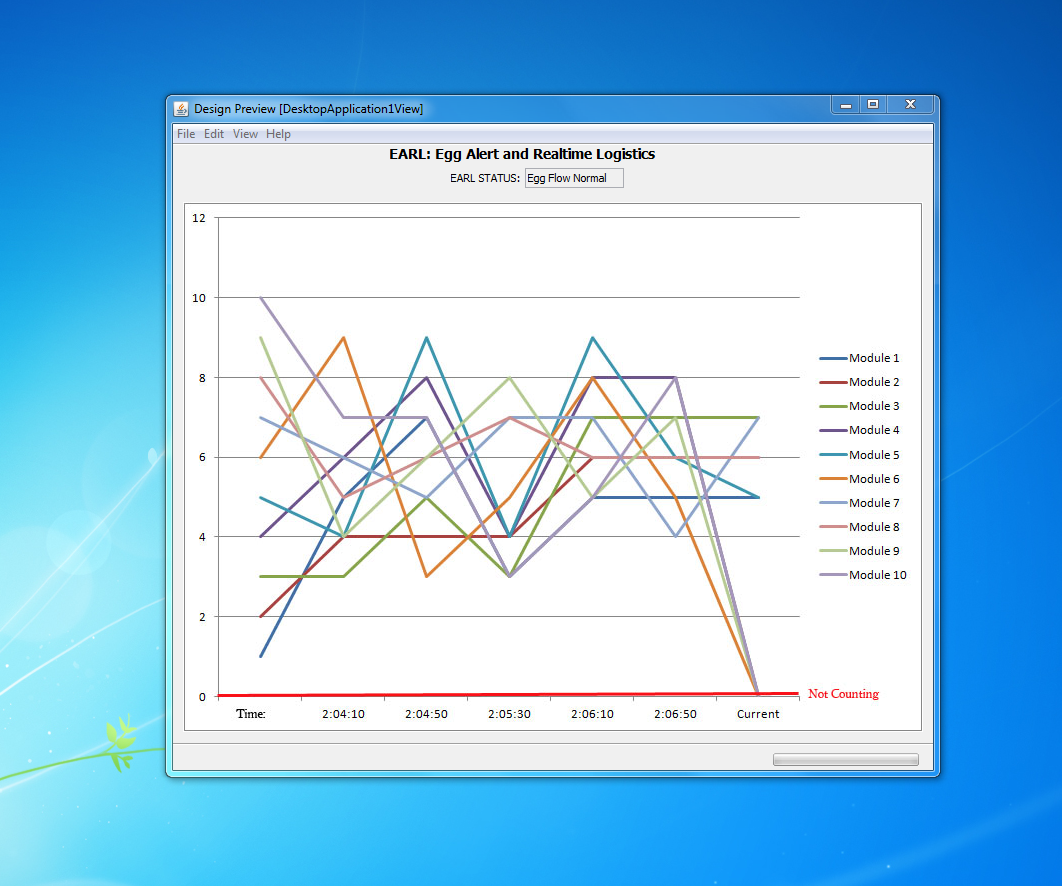 Design Preview [DesktopApplication1View]
File Edit View Help
EARL: Egg Alert and Realtime Logistics
EARL STATUS: Egg Flow Normal
12
10
8
6
4
2
0
Module 1
Module 2
Module 3
Module 4
Module 5
Module 6
Module 7
Module 8
Module 9
Module 10
Not Counting
Time: 2:04:10 2:04:50 2:05:30 2:06:10 2:06:50 Current